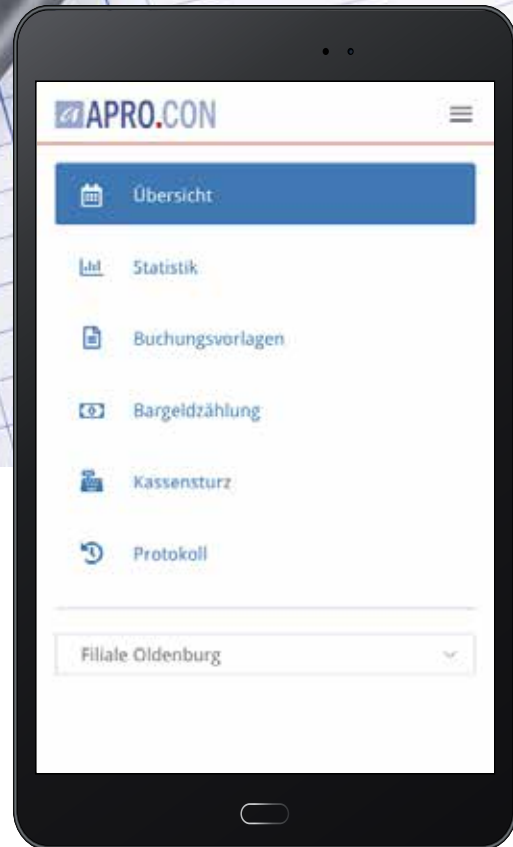 APRO.CON
Übersicht
Statistik
Buchungsvorlagen
Bargeldzählung
Kassensturz
Protokoll
Filiale Oldenburg